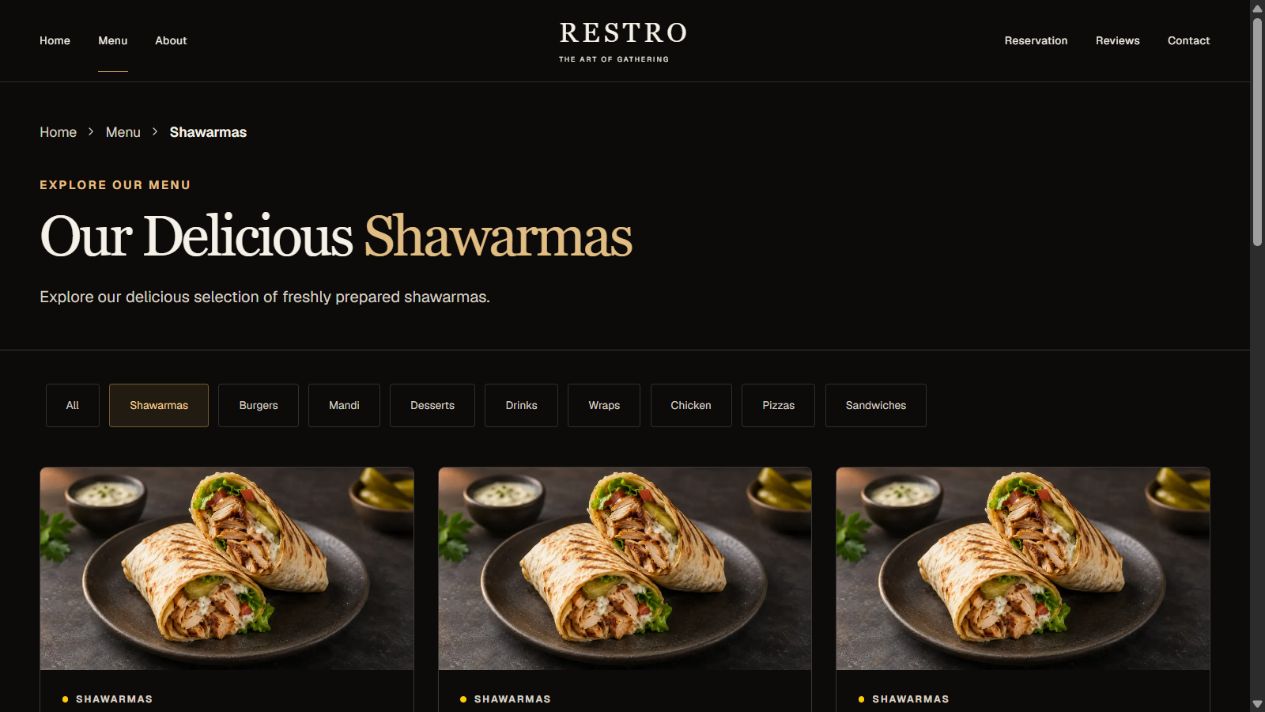 Home Menu About
RESTRO
THE ART OF GATHERING
Reservation Reviews Contact
Home > Menu > Shawarmas
EXPLORE OUR MENU
Our Delicious Shawarmas
Explore our delicious selection of freshly prepared shawarmas.
All Shawarmas Burgers Mandi Desserts Drinks Wraps Chicken Pizzas Sandwiches
SHAWARMAS SHAWARMAS SHAWARMAS